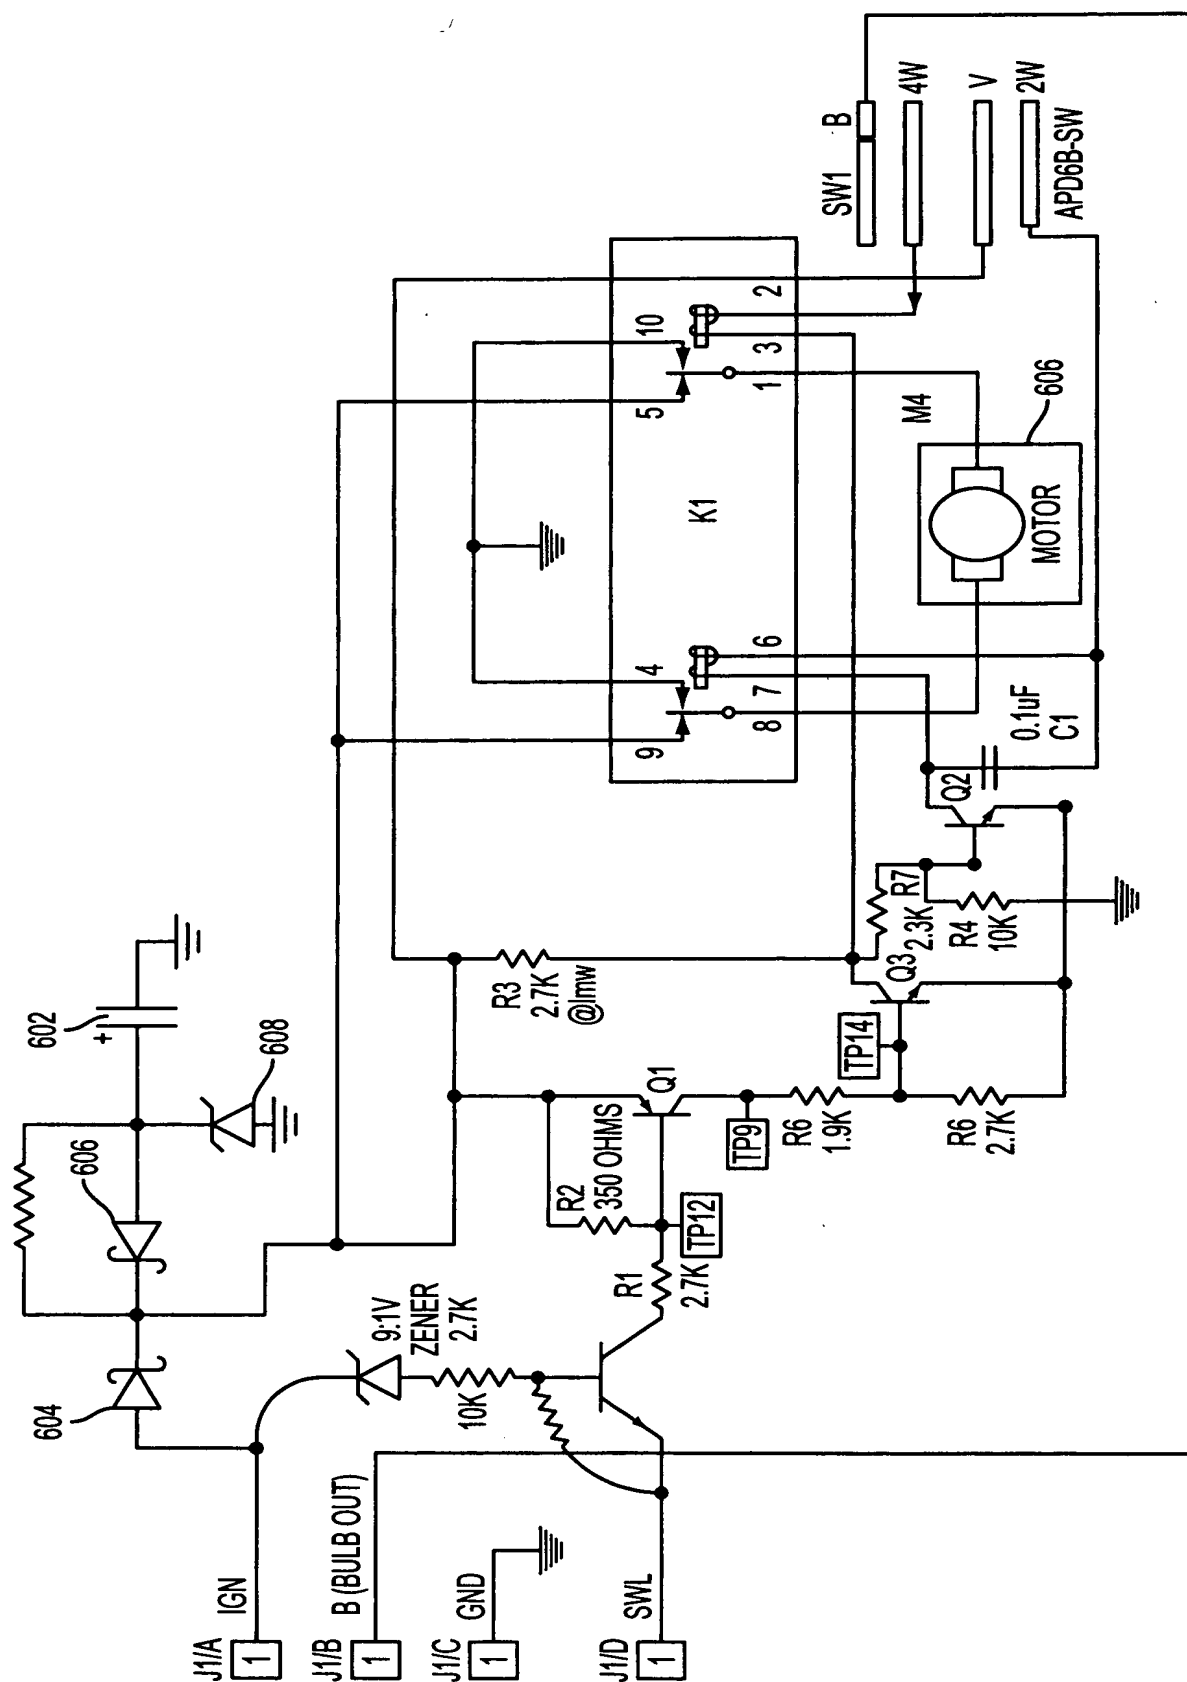 J1/A
1
IGN
J1/B
1
B (BULB OUT)
J1/C
1
GND
J1/D
1
SWL
604
606
602
+
608
9:1V
ZENER
2.7K
10K
R1
2.7K
R2
350 OHMS
TP12
Q1
TP9
R6
1.9K
R6
2.7K
TP14
Q3
R3
2.7K
@lmw
R7
2.3K
R4
10K
Q2
0.1uF
C1
K1
9
4
8
7
6
5
10
1
3
2
M4
MOTOR
606
SW1
B
4W
V
2W
APD6B-SW